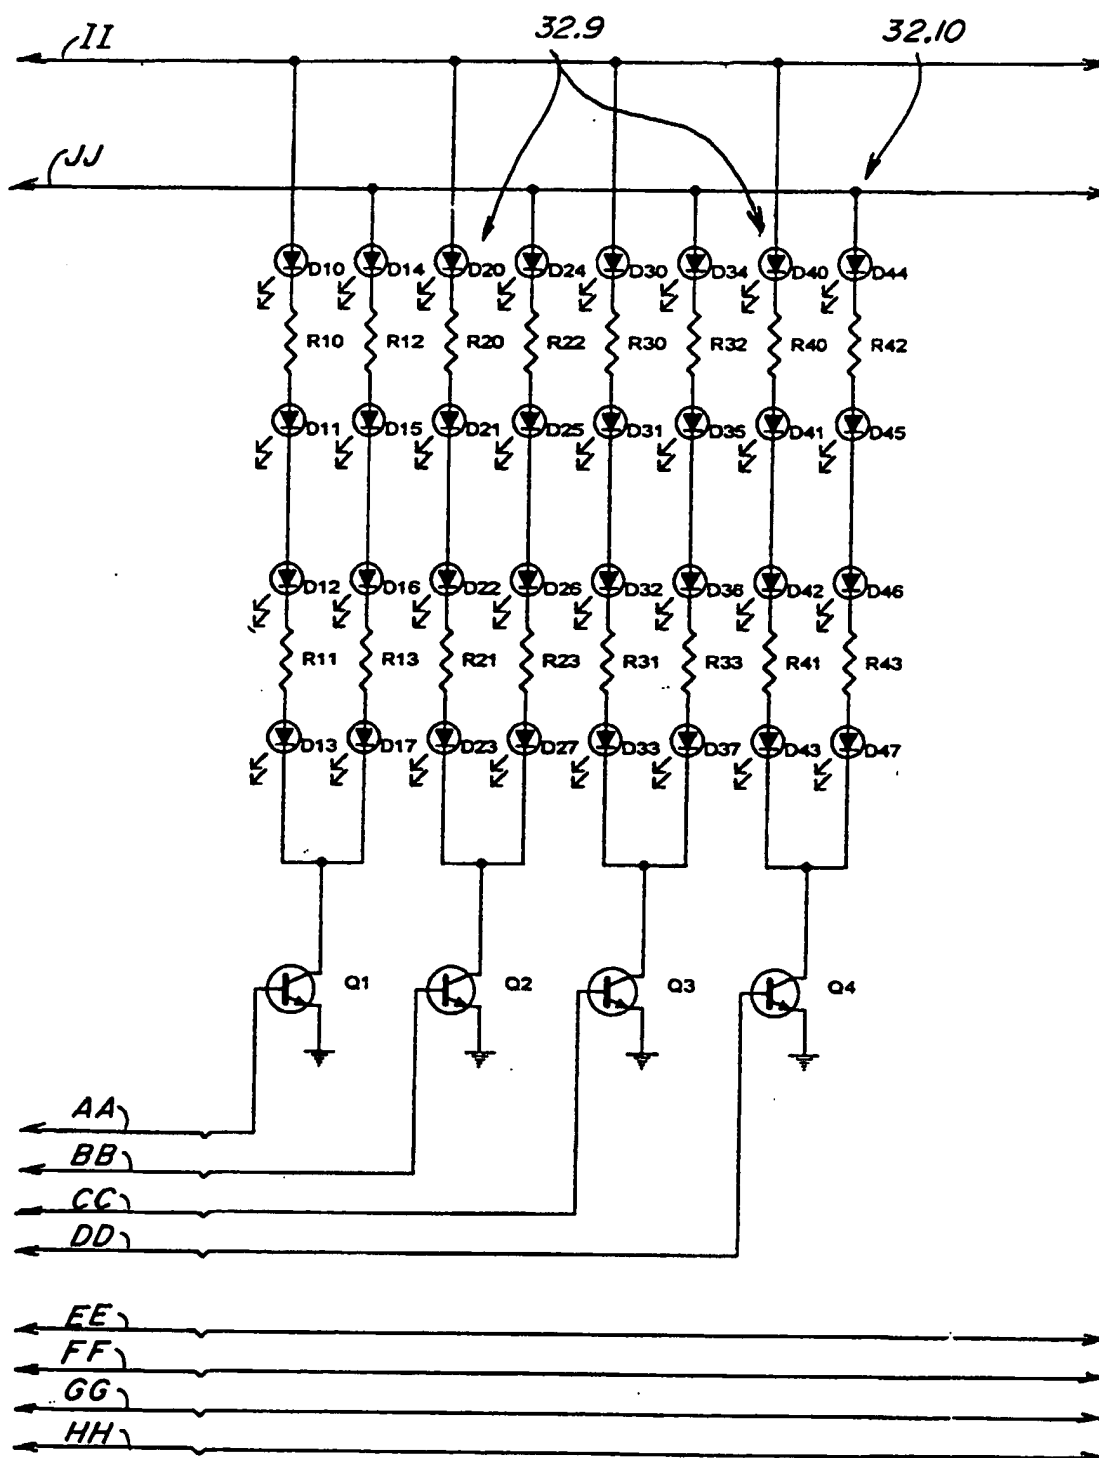 II 32.9 32.10
JJ
D10 D14 D20 D24 D30 D34 D40 D44
R10 R12 R20 R22 R30 R32 R40 R42
D11 D15 D21 D25 D31 D35 D41 D45
D12 D16 D22 D26 D32 D36 D42 D46
R11 R13 R21 R23 R31 R33 R41 R43
D13 D17 D23 D27 D33 D37 D43 D47
Q1 Q2 Q3 Q4
AA
BB
CC
DD
EE
FF
GG
HH